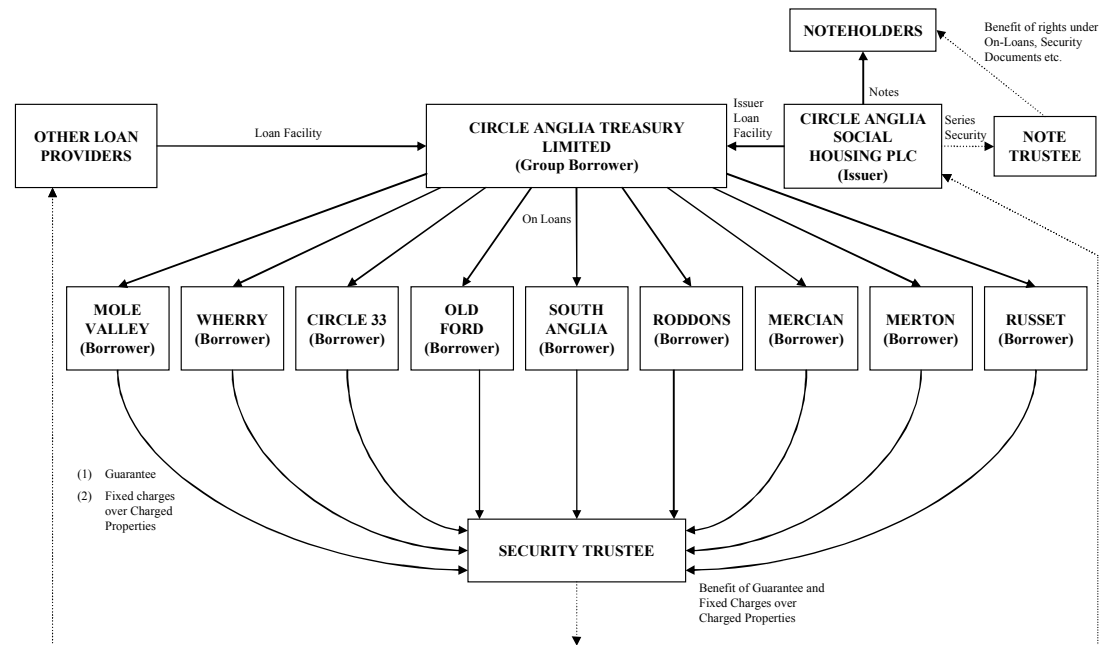 NOTEHOLDERS
Benefit of rights under
On-Loans, Security
Documents etc.
Notes
OTHER LOAN
PROVIDERS
Loan Facility
CIRCLE ANGLIA TREASURY
LIMITED
(Group Borrower)
Issuer
Loan
Facility
CIRCLE ANGLIA
SOCIAL
HOUSING PLC
(Issuer)
Series
Security
NOTE
TRUSTEE
On Loans
MOLE
VALLEY
(Borrower)
WHERRY
(Borrower)
CIRCLE 33
(Borrower)
OLD
FORD
(Borrower)
SOUTH
ANGLIA
(Borrower)
RODDONS
(Borrower)
MERCIAN
(Borrower)
MERTON
(Borrower)
RUSSET
(Borrower)
(1) Guarantee
(2) Fixed charges
over Charged
Properties
SECURITY TRUSTEE
Benefit of Guarantee and
Fixed Charges over
Charged Properties